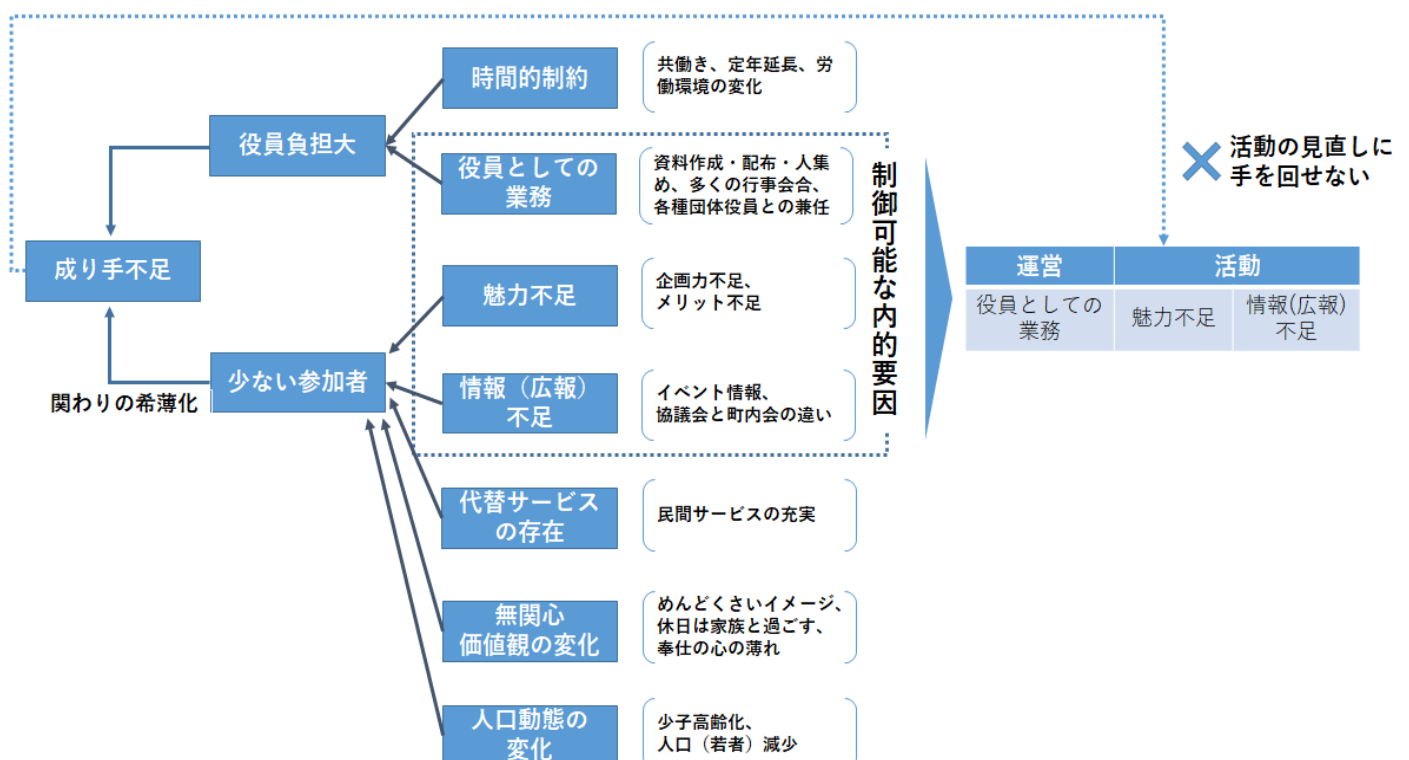 時間的制約
共働き、定年延長、労
働環境の変化
役員負担大
役員としての
業務
資料作成・配布・人集
め、多くの行事会合、
各種団体役員との兼任
制御可能な内的要因
活動の見直しに
手を回せない
成り手不足
魅力不足
企画力不足、
メリット不足
運営
活動
役員としての
業務
魅力不足
情報(広報)
不足
少ない参加者
関わりの希薄化
情報（広報）
不足
イベント情報、
協議会と町内会の違い
代替サービス
の存在
民間サービスの充実
無関心
価値観の変化
めんどくさいイメージ、
休日は家族と過ごす、
奉仕の心の薄れ
人口動態の
変化
少子高齢化、
人口（若者）減少